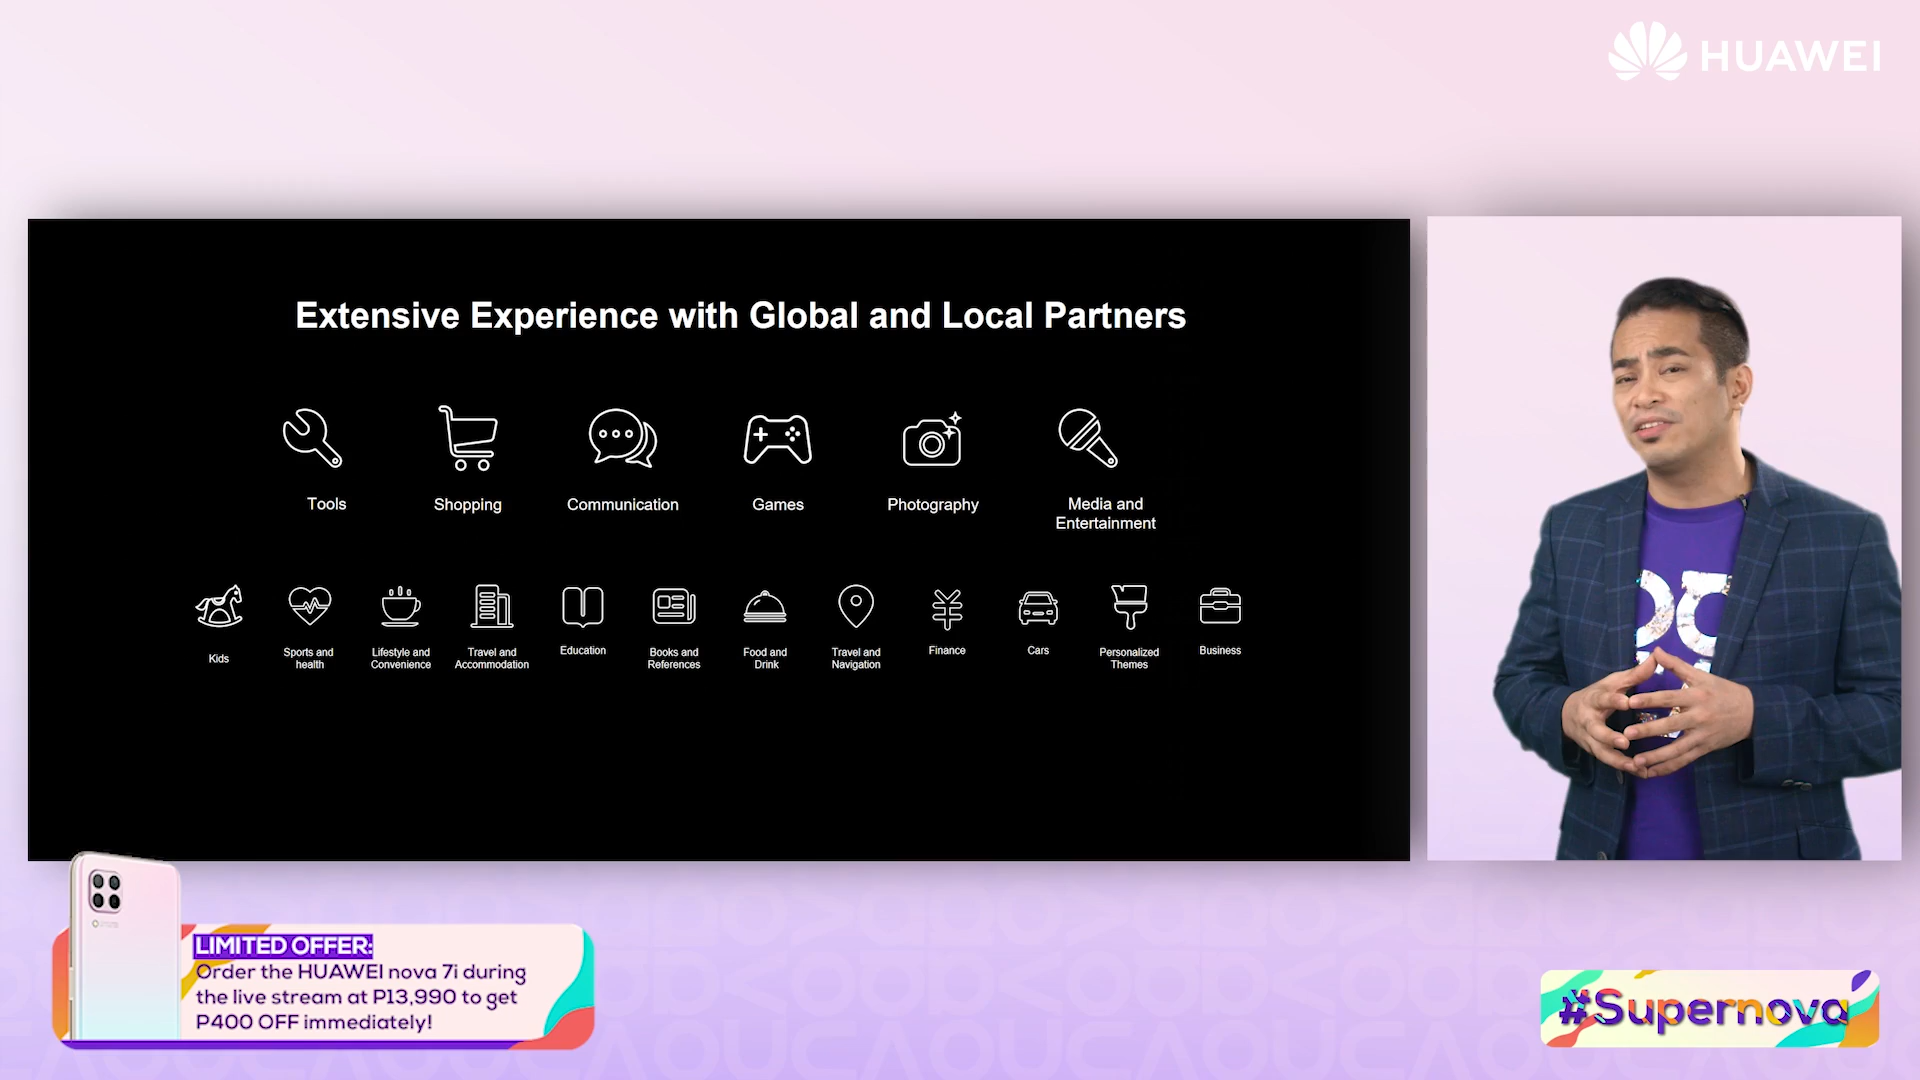 HUAWEI
Extensive Experience with Global and Local Partners
Tools
Shopping
Communication
Games
Photography
Media and
Entertainment
Kids
Sports and
health
Lifestyle and
Convenience
Travel and
Accommodation
Education
Books and
References
Food and
Drink
Travel and
Navigation
Finance
Cars
Personalized
Themes
Business
LIMITED OFFER:
Order the HUAWEI nova 7i during
the live stream at P13,990 to get
P400 OFF immediately!
#Supernova